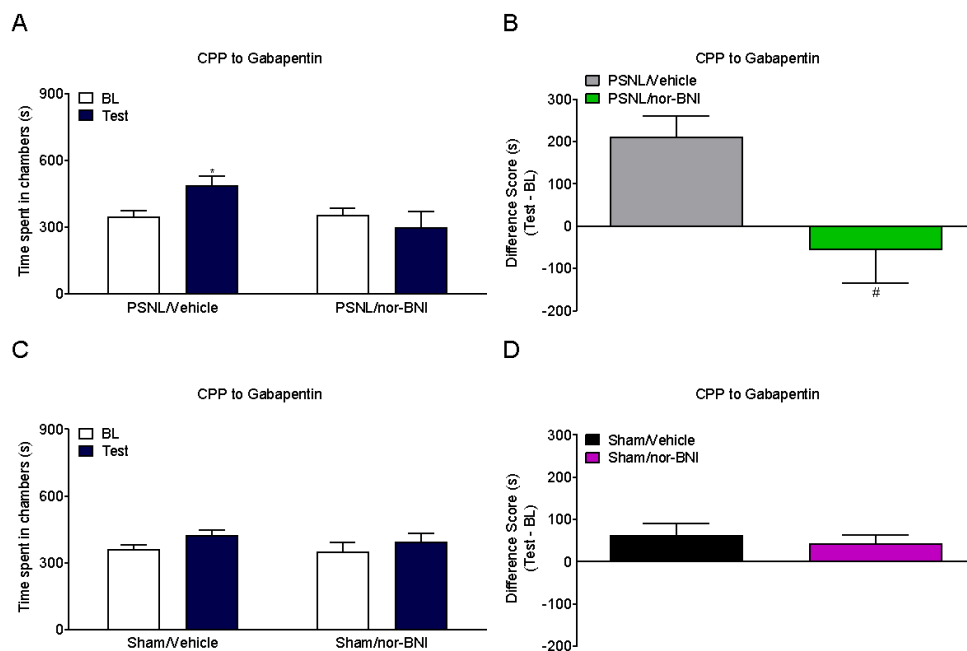 A
CPP to Gabapentin
BL
Test
Time spent in chambers (s)
900
600
300
0
*
PSNL/Vehicle
PSNL/nor-BNI
B
CPP to Gabapentin
PSNL/Vehicle
PSNL/nor-BNI
Difference Score (s)
(Test - BL)
300
200
100
0
-100
-200
#
C
CPP to Gabapentin
BL
Test
Time spent in chambers (s)
900
600
300
0
Sham/Vehicle
Sham/nor-BNI
D
CPP to Gabapentin
Sham/Vehicle
Sham/nor-BNI
Difference Score (s)
(Test - BL)
300
200
100
0
-100
-200